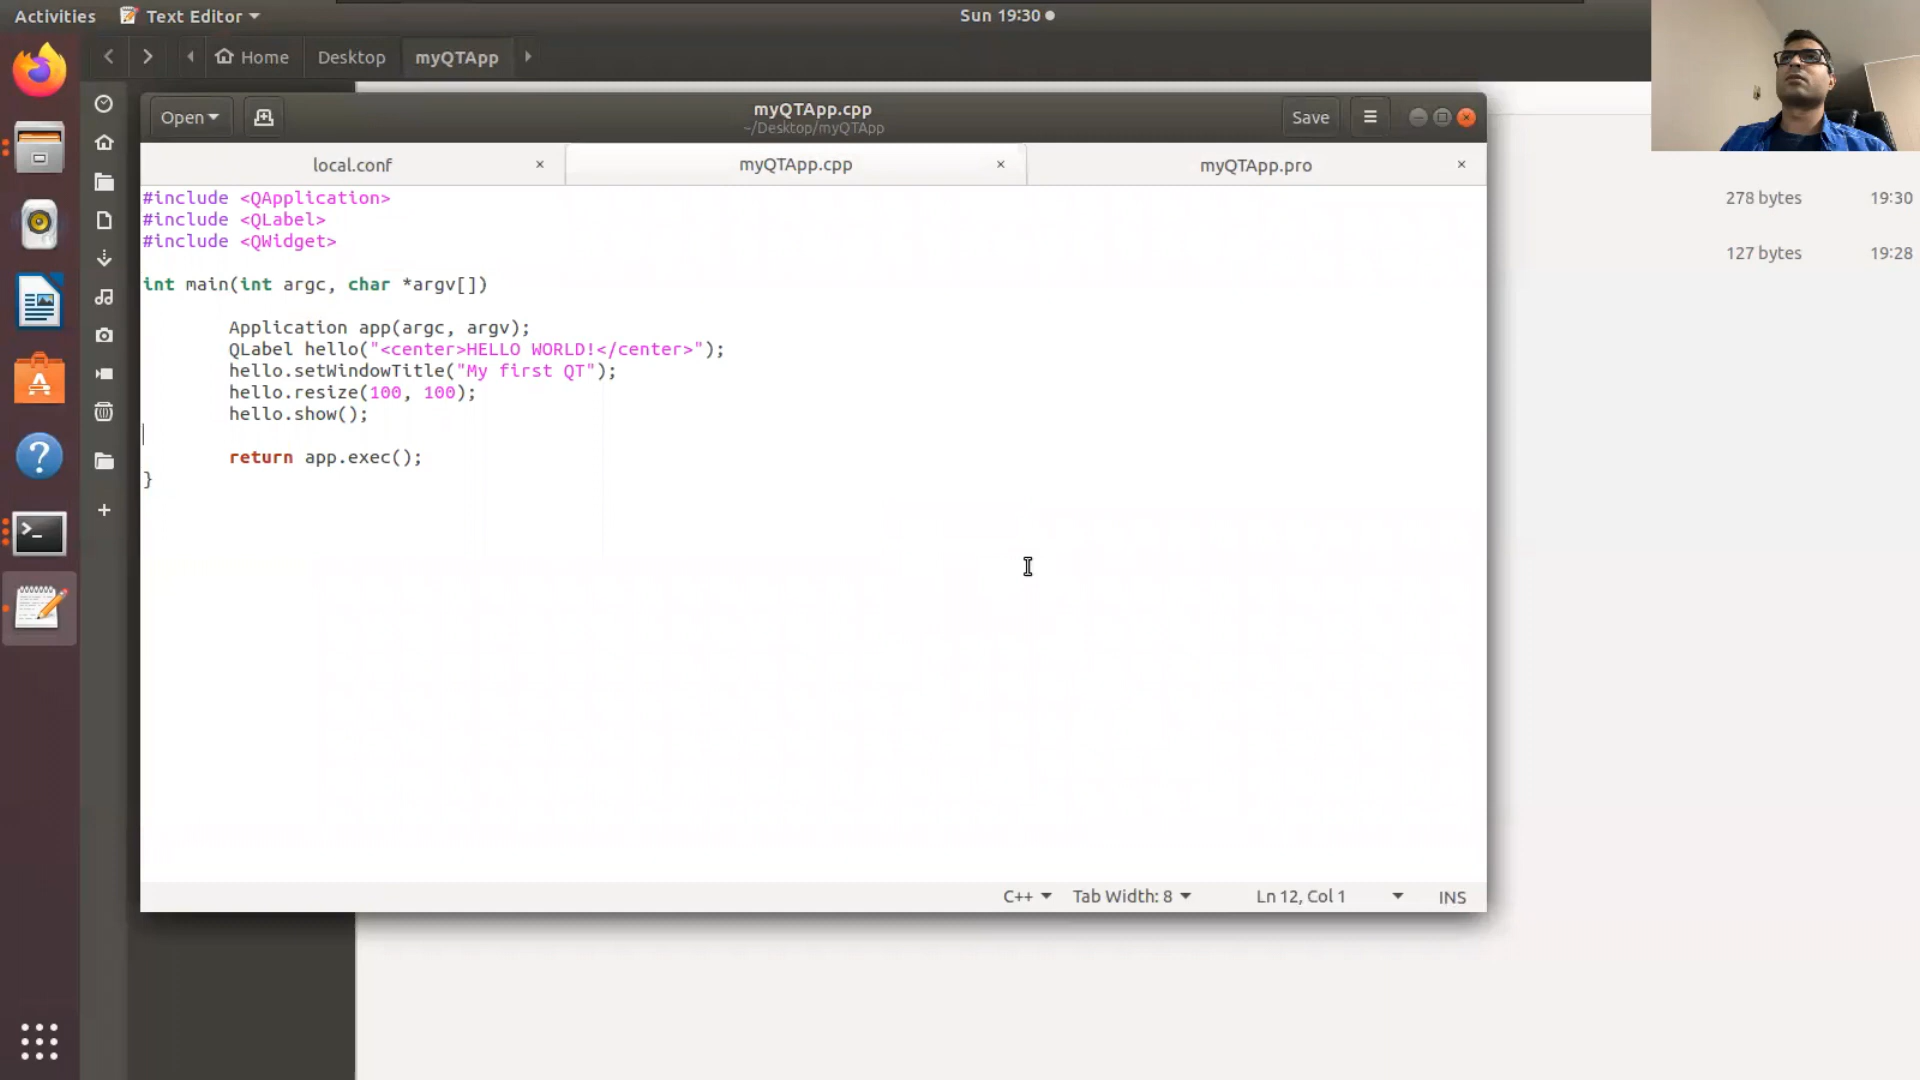 Activities Text Editor Sun 19:30
Home Desktop myQTApp
Open myQTApp.cpp Save
~/Desktop/myQTApp
local.conf × myQTApp.cpp × myQTApp.pro ×
#include <QApplication>
#include <QLabel>
#include <QWidget>
int main(int argc, char *argv[])
Application app(argc, argv);
QLabel hello("<center>HELLO WORLD!</center>");
hello.setWindowTitle("My first QT");
hello.resize(100, 100);
hello.show();
return app.exec();
}
278 bytes 19:30
127 bytes 19:28
C++ Tab Width: 8 Ln 12, Col 1 INS